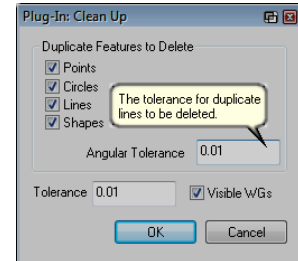 Plug-In: Clean Up
Duplicate Features to Delete
Points
Circles
Lines
Shapes
The tolerance for duplicate
lines to be deleted.
Angular Tolerance 0.01
Tolerance 0.01 Visible WGs
OK Cancel